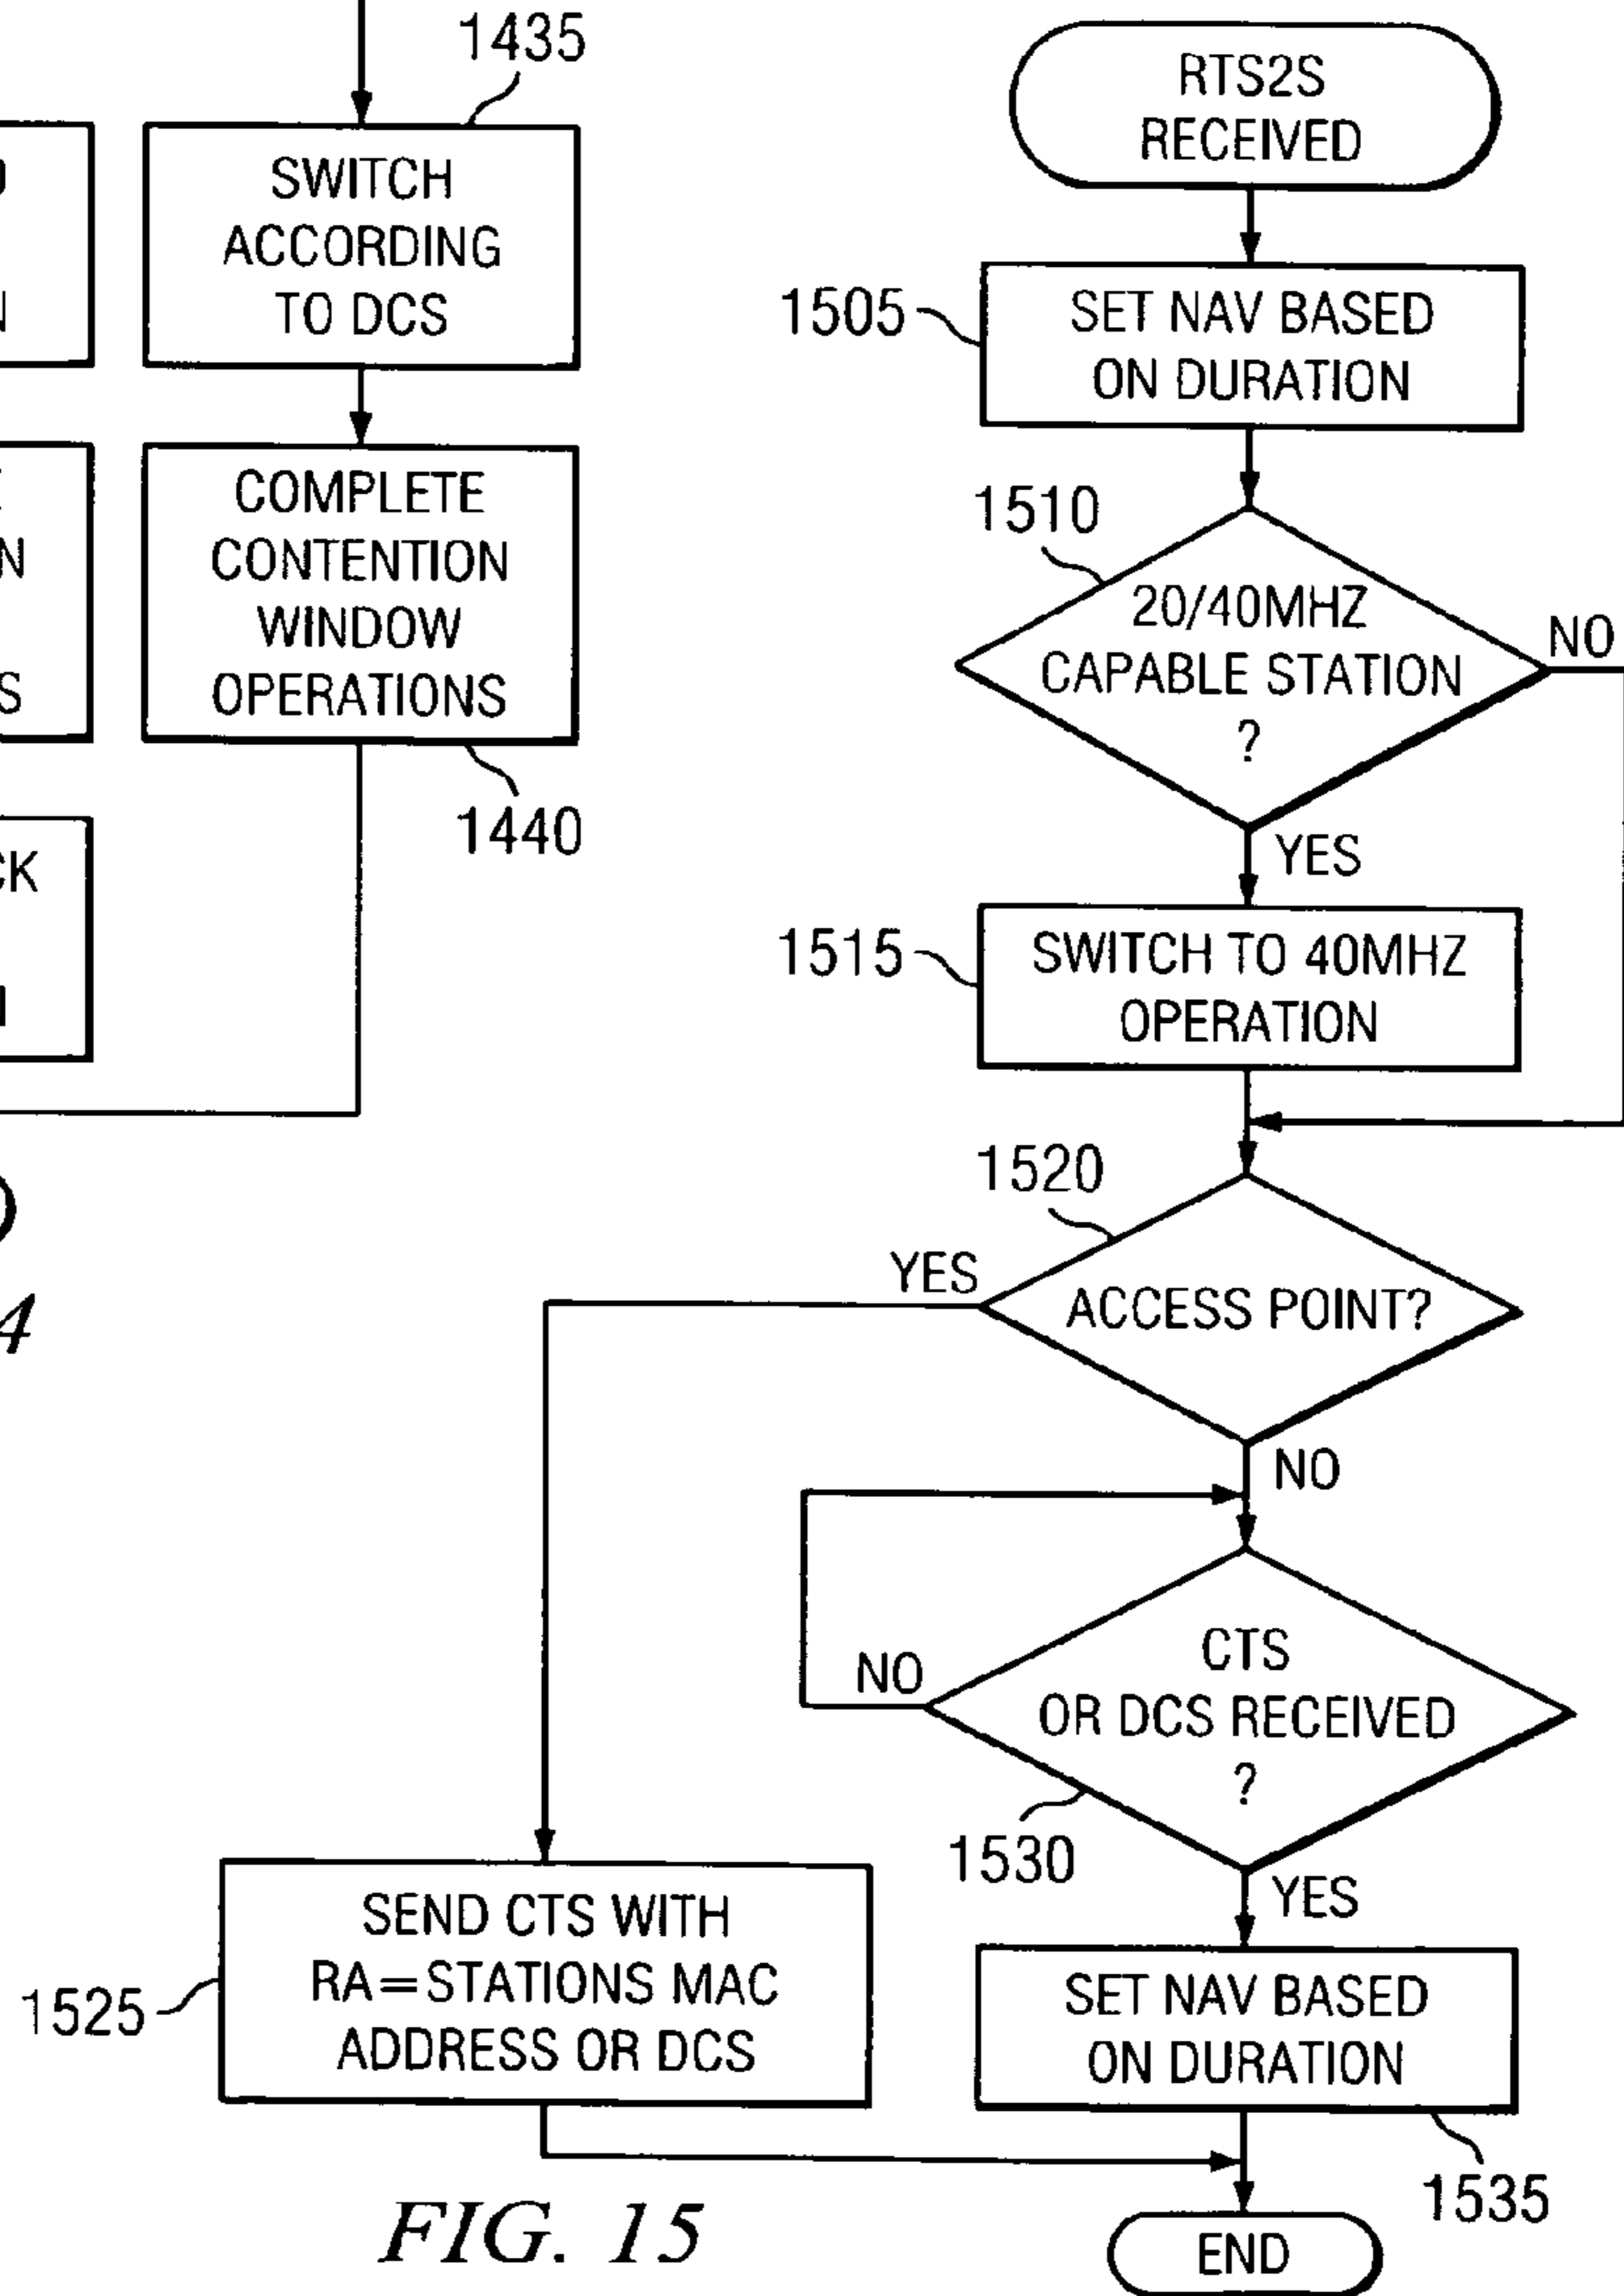 1435
SWITCH
ACCORDING
TO DCS
COMPLETE
CONTENTION
WINDOW
OPERATIONS
1440
RTS2S
RECEIVED
1505
SET NAV BASED
ON DURATION
1510
20/40MHZ
CAPABLE STATION
?
NO
YES
1515
SWITCH TO 40MHZ
OPERATION
1520
YES
ACCESS POINT?
NO
CTS
OR DCS RECEIVED
?
NO
1530
YES
1525
SEND CTS WITH
RA=STATIONS MAC
ADDRESS OR DCS
SET NAV BASED
ON DURATION
1535
END
FIG. 15